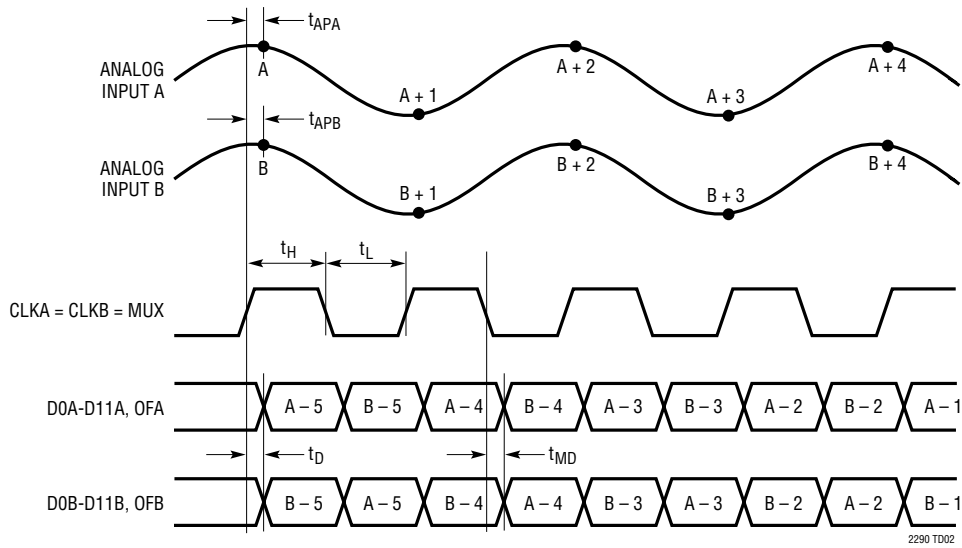 tAPA
ANALOG
INPUT A
A
A + 1
A + 2
A + 3
A + 4
tAPB
ANALOG
INPUT B
B
B + 1
B + 2
B + 3
B + 4
tH
tL
CLKA = CLKB = MUX
D0A-D11A, OFA
A – 5
B – 5
A – 4
B – 4
A – 3
B – 3
A – 2
B – 2
A – 1
tD
tMD
D0B-D11B, OFB
B – 5
A – 5
B – 4
A – 4
B – 3
A – 3
B – 2
A – 2
B – 1
2290 TD02